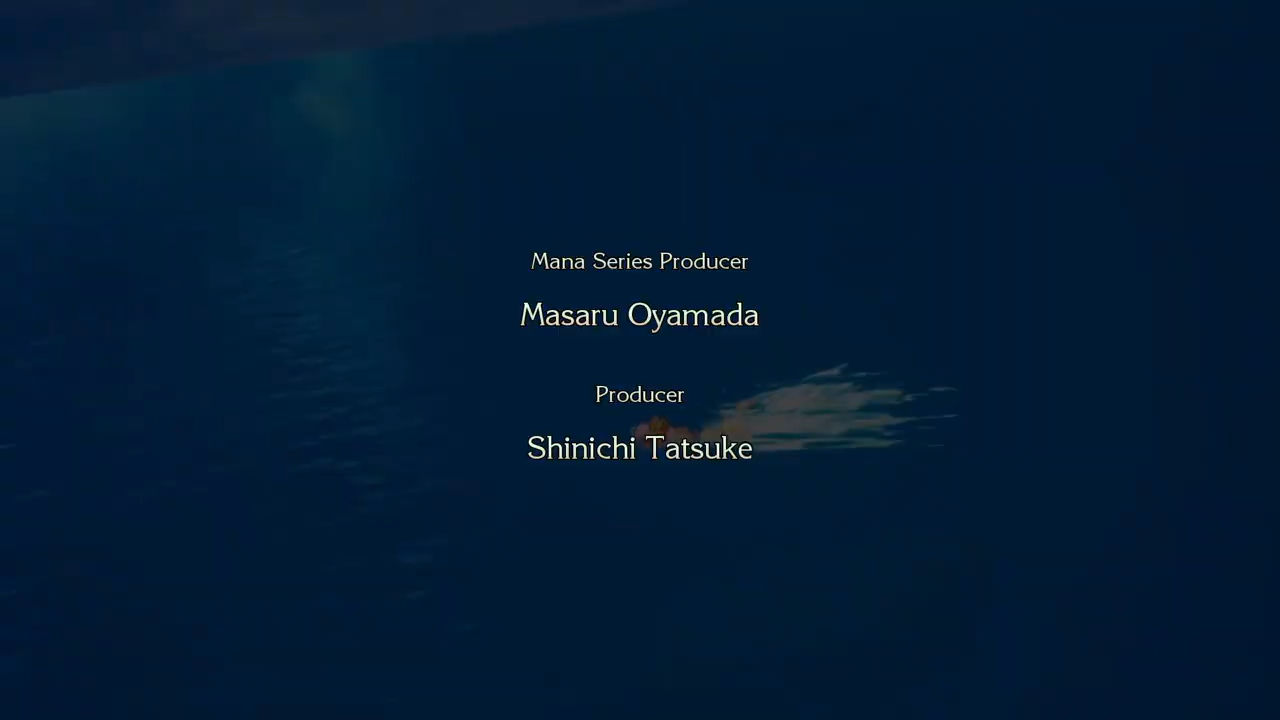 Mana Series Producer
Masaru Oyamada
Producer
Shinichi Tatsuke